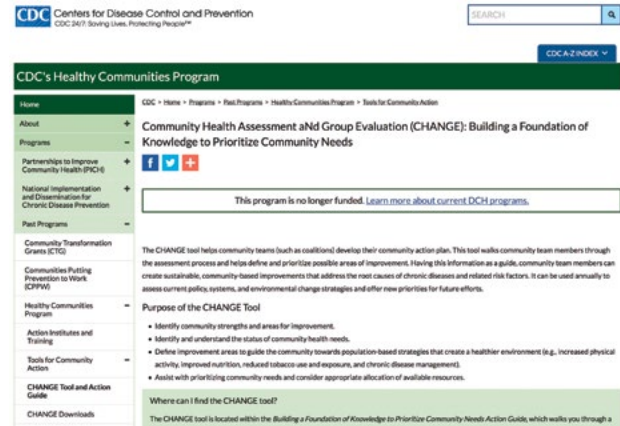 CDC Centers for Disease Control and Prevention
CDC 24/7: Saving Lives, Protecting People™
SEARCH
CDC A-Z INDEX
CDC's Healthy Communities Program
Home
About
Programs
Partnerships to Improve
Community Health (PICH)
National Implementation
and Dissemination for
Chronic Disease Prevention
Past Programs
Community Transformation
Grants (CTG)
Communities Putting
Prevention to Work
(CPPW)
Healthy Communities
Program
Action Institutes and
Training
Tools for Community
Action
CHANGE Tool and Action
Guide
CHANGE Downloads
CDC > Home > Programs > Past Programs > Healthy Communities Program > Tools for Community Action
Community Health Assessment aNd Group Evaluation (CHANGE): Building a Foundation of
Knowledge to Prioritize Community Needs
This program is no longer funded. Learn more about current DCH programs.
The CHANGE tool helps community teams (such as coalitions) develop their community action plan. This tool walks community team members through
the assessment process and helps define and prioritize possible areas of improvement. Having this information as a guide, community team members can
create sustainable, community-based improvements that address the root causes of chronic diseases and related risk factors. It can be used annually to
assess current policy, systems, and environmental change strategies and offer new priorities for future efforts.
Purpose of the CHANGE Tool
• Identify community strengths and areas for improvement.
• Identify and understand the status of community health needs.
• Define improvement areas to guide the community towards population-based strategies that create a healthier environment (e.g., increased physical
activity, improved nutrition, reduced tobacco use and exposure, and chronic disease management).
• Assist with prioritizing community needs and consider appropriate allocation of available resources.
Where can I find the CHANGE tool?
The CHANGE tool is located within the Building a Foundation of Knowledge to Prioritize Community Needs Action Guide, which walks you through a